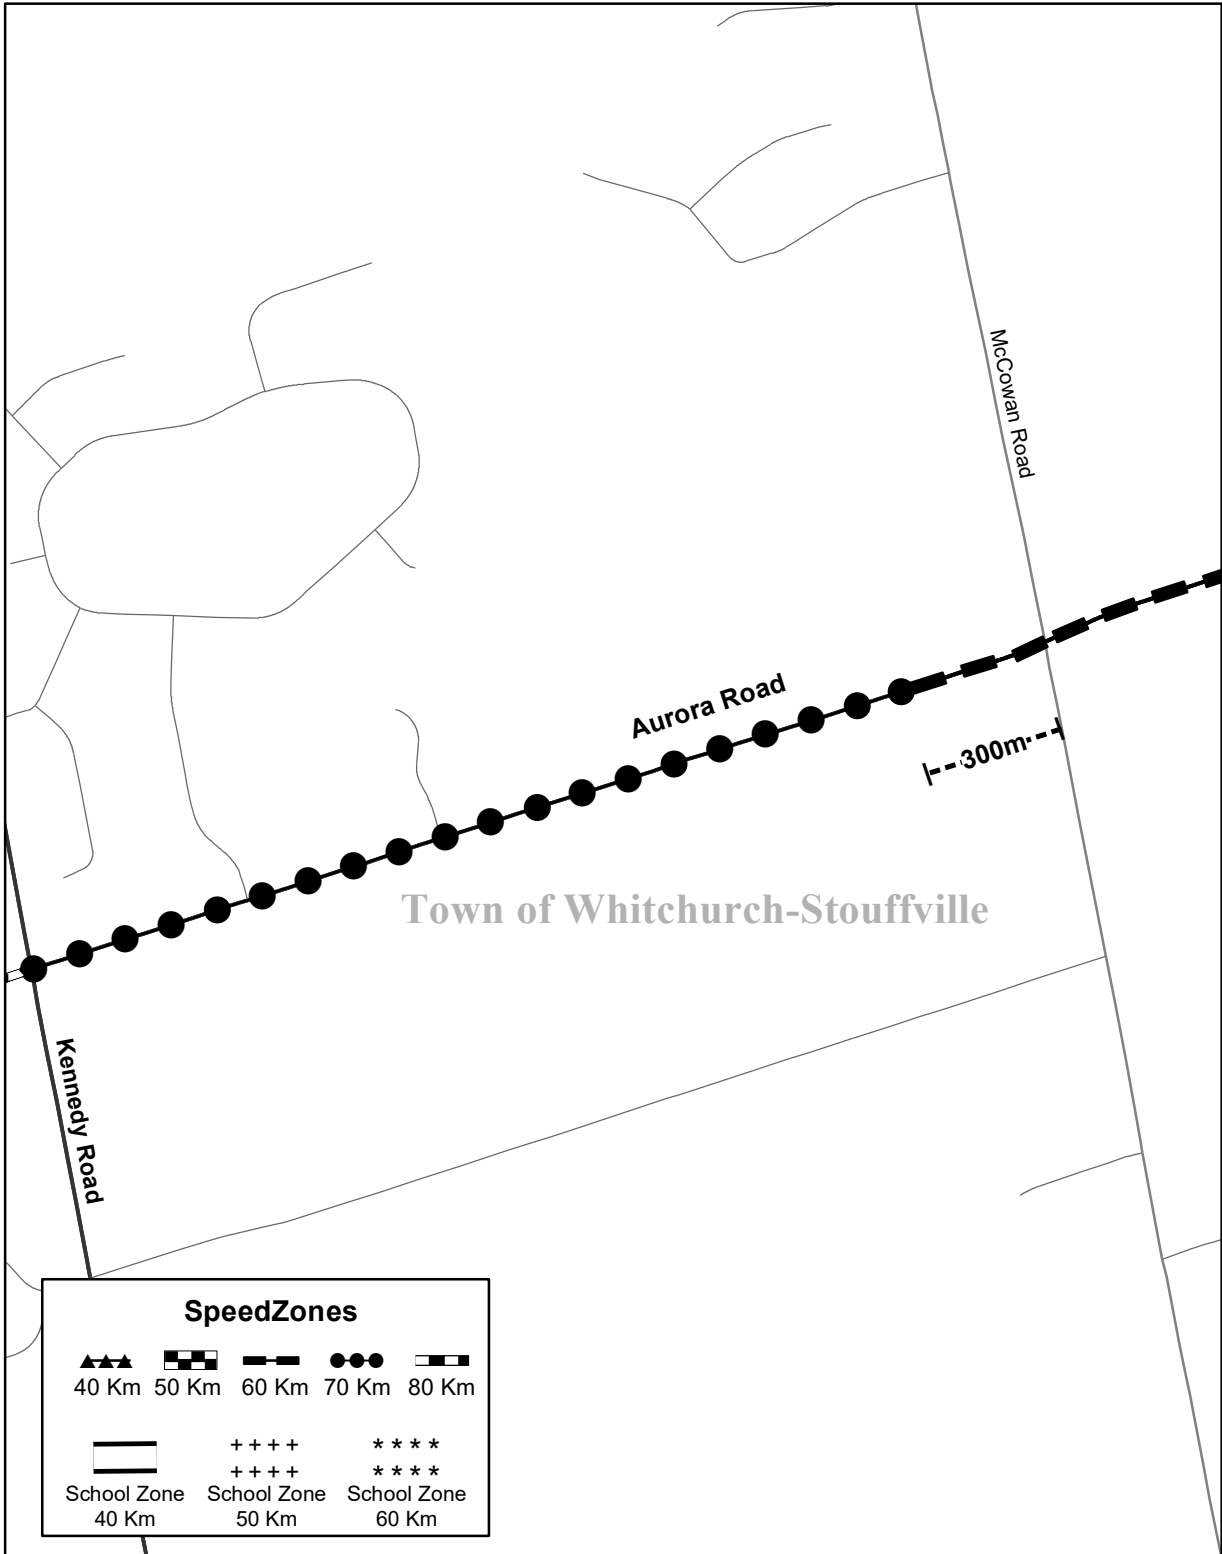 McCowan Road
Aurora Road
300m
Town of Whitchurch-Stouffville
Kennedy Road
SpeedZones
40 Km 50 Km 60 Km 70 Km 80 Km
School Zone School Zone School Zone
40 Km 50 Km 60 Km